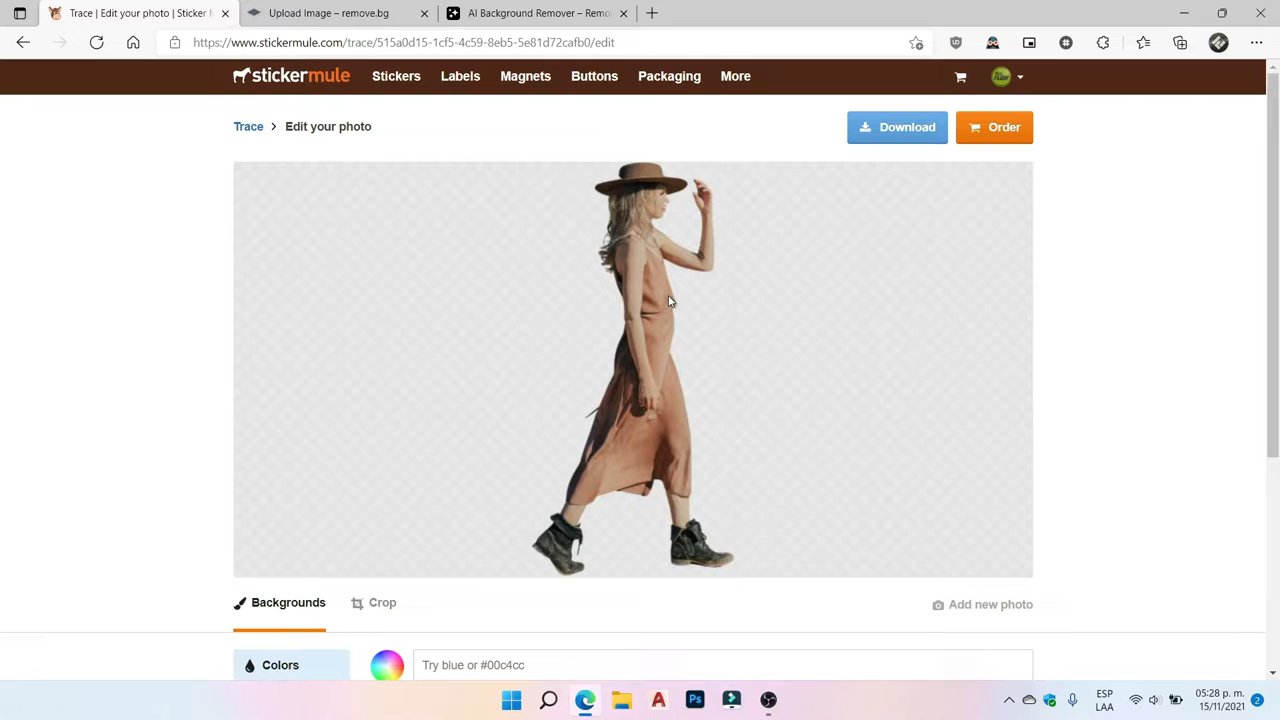 Trace | Edit your photo | Sticker M
Upload Image – remove.bg
AI Background Remover – Remo
https://www.stickermule.com/trace/515a0d15-1cf5-4c59-8eb5-5e81d72cafb0/edit
stickermule Stickers Labels Magnets Buttons Packaging More
Trace > Edit your photo
Download Order
Backgrounds Crop Add new photo
Colors Try blue or #00c4cc
A Ps
ESP
LAA
05:28 p. m.
15/11/2021
2